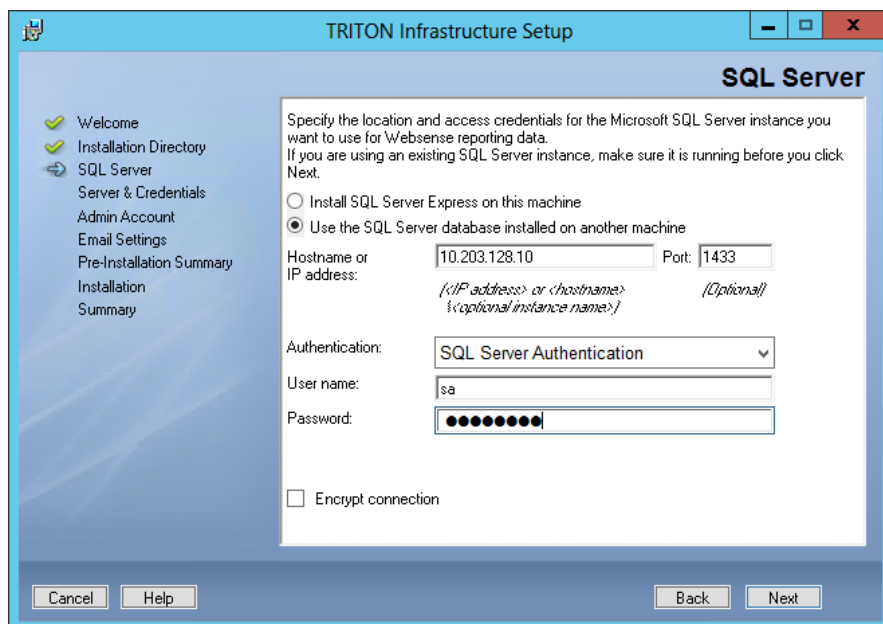 TRITON Infrastructure Setup
SQL Server
Welcome
Installation Directory
SQL Server
Server & Credentials
Admin Account
Email Settings
Pre-Installation Summary
Installation
Summary
Specify the location and access credentials for the Microsoft SQL Server instance you
want to use for Websense reporting data.
If you are using an existing SQL Server instance, make sure it is running before you click
Next.
Install SQL Server Express on this machine
Use the SQL Server database installed on another machine
Hostname or
IP address:
10.203.128.10
Port: 1433
(<IP address> or <hostname>
\<optional instance name>)
(Optional)
Authentication:
SQL Server Authentication
User name:
sa
Password:
●●●●●●●●
Encrypt connection
Cancel
Help
Back
Next